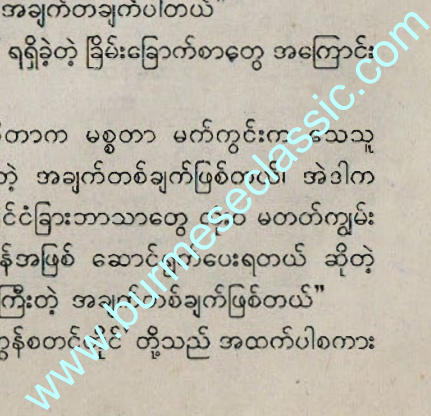 အချက်တချက်ပါတယ်”
ရရှိခဲ့တဲ့ ခြိမ်းခြောက်စာတွေ အကြောင်း
မစ္စတာ မက်ကွင်းက သေသူ
အချက်တစ်ချက်ဖြစ်တယ်၊ အဲဒါက
နိုင်ငံခြားဘာသာတွေ မတတ်ကျွမ်း
အဖြစ် ဆောင်ရွက်ပေးရတယ် ဆိုတဲ့
ကြီးတဲ့ အချက်တစ်ချက်ဖြစ်တယ်”
တို့သည် အထက်ပါစကား
www.burmeseclassic.com